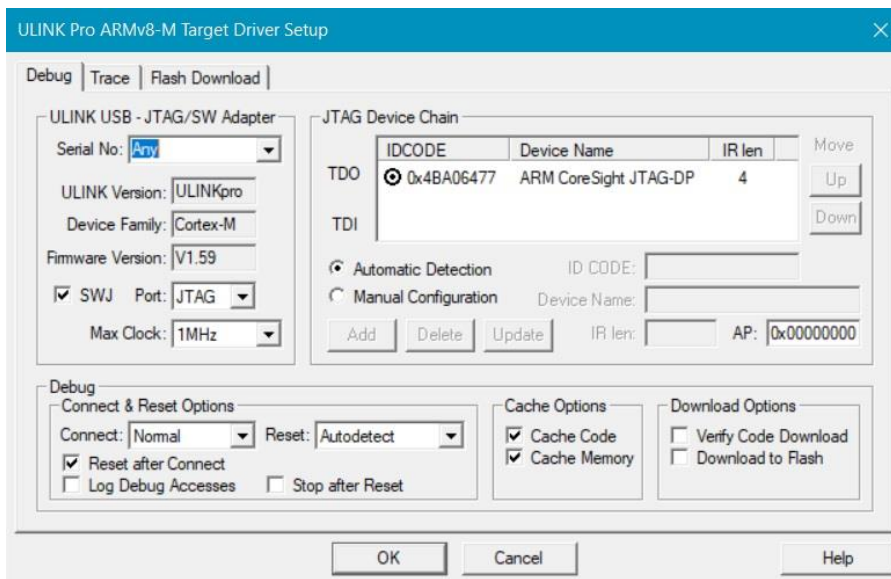 ULINK Pro ARMv8-M Target Driver Setup
Debug Trace Flash Download
ULINK USB - JTAG/SW Adapter
Serial No: Any
ULINK Version: ULINKpro
Device Family: Cortex-M
Firmware Version: V1.59
SWJ Port: JTAG
Max Clock: 1MHz
JTAG Device Chain
IDCODE Device Name IR len
TDO 0x4BA06477 ARM CoreSight JTAG-DP 4
TDI
Move
Up
Down
Automatic Detection ID CODE:
Manual Configuration Device Name:
Add Delete Update IR len: AP: 0x00000000
Debug
Connect & Reset Options
Connect: Normal Reset: Autodetect
Reset after Connect
Log Debug Accesses Stop after Reset
Cache Options
Cache Code
Cache Memory
Download Options
Verify Code Download
Download to Flash
OK Cancel Help